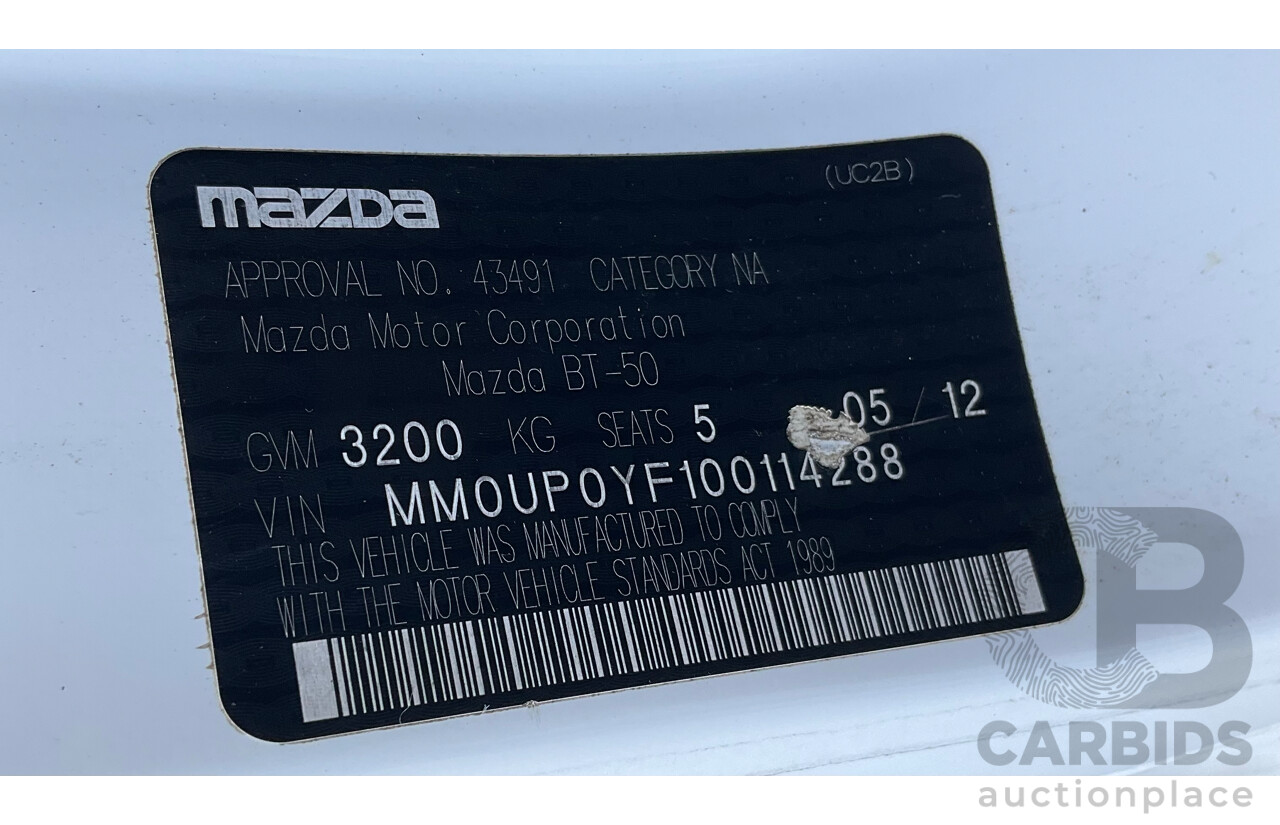 mazda
(UC2B)
APPROVAL NO. 43491 CATEGORY NA
Mazda Motor Corporation
Mazda BT-50
GVM 3200 KG SEATS 5 05 / 12
VIN MM0UP0YF100114288
THIS VEHICLE WAS MANUFACTURED TO COMPLY
WITH THE MOTOR VEHICLE STANDARDS ACT 1989
CB
CARBIDS
auctionplace